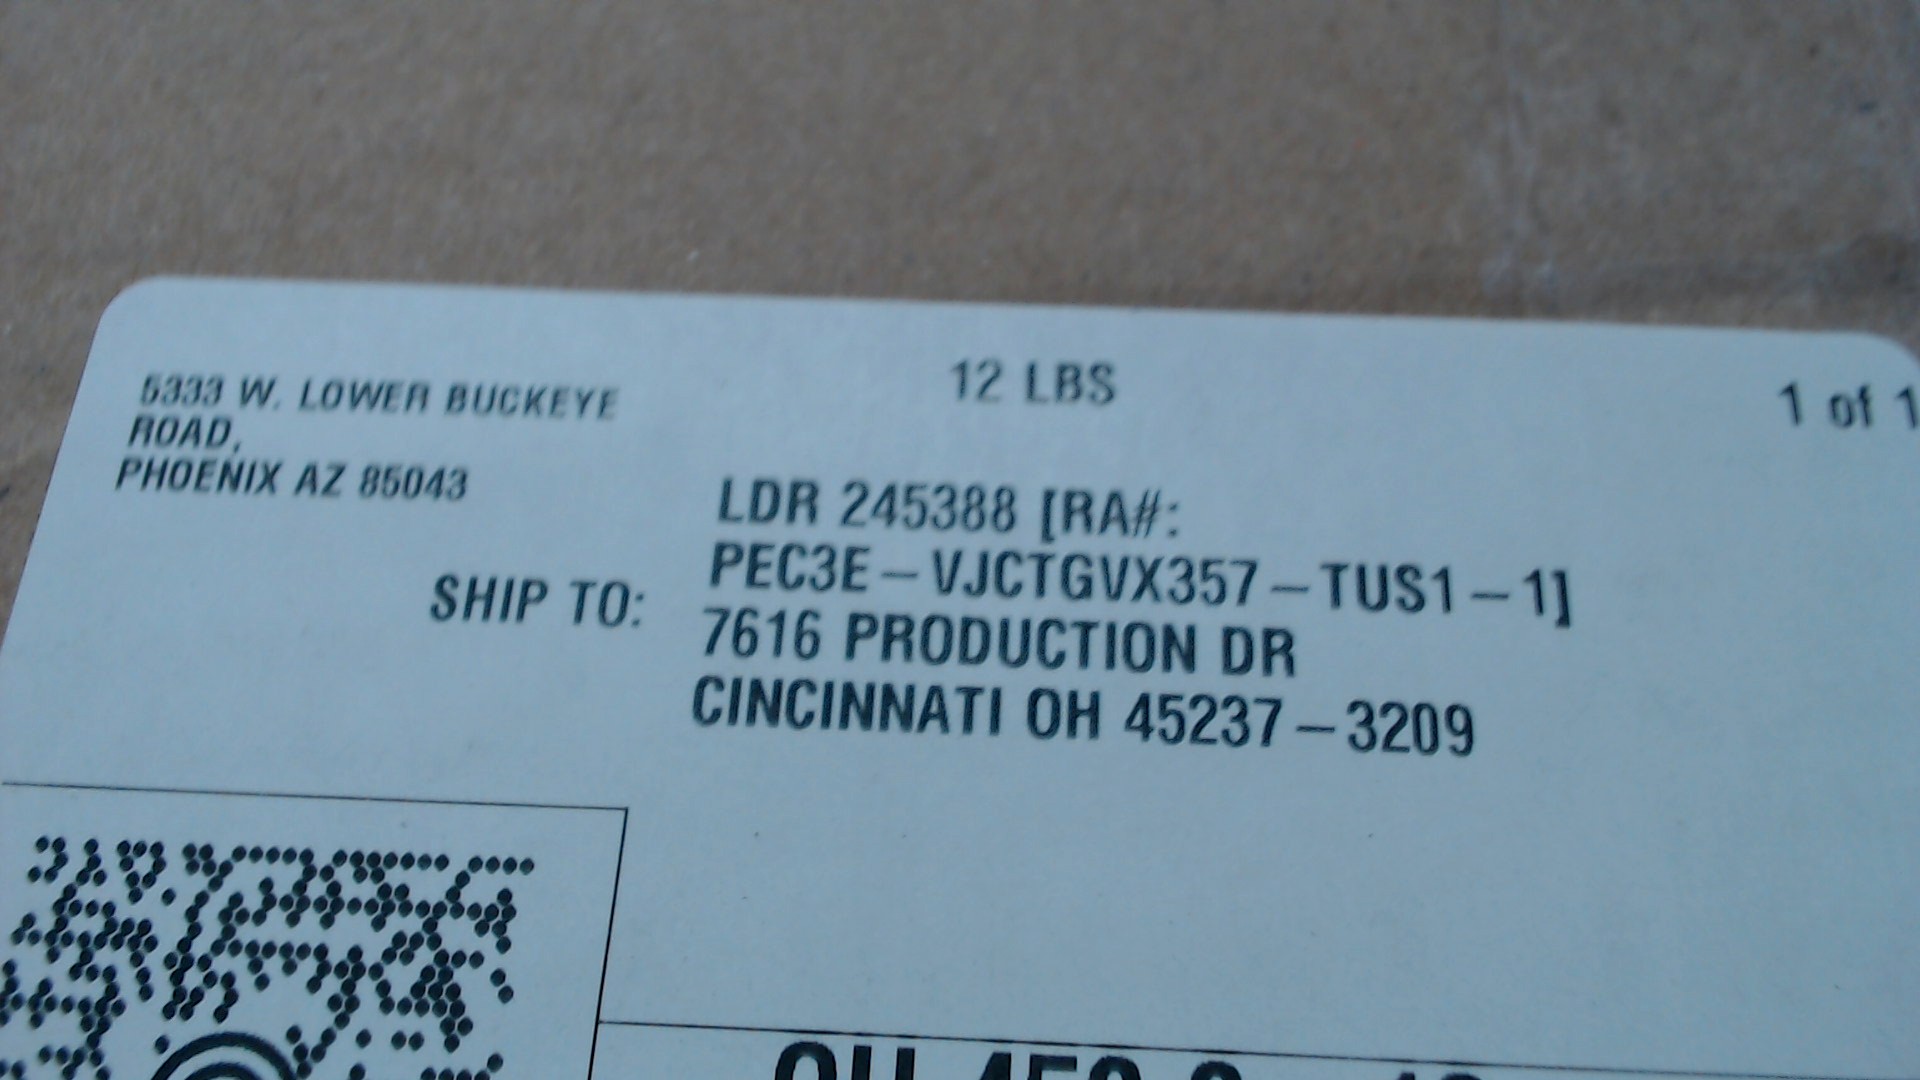 5333 W. LOWER BUCKEYE
ROAD,
PHOENIX AZ 85043
12 LBS
1 of 1
SHIP TO:
LDR 245388 [RA#:
PEC3E-VJCTGVX357-TUS1-1]
7616 PRODUCTION DR
CINCINNATI OH 45237-3209